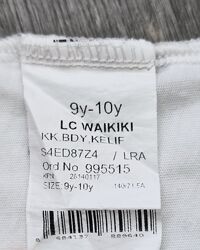 9y-10y
LC WAIKIKI
KK.BDY,KELIF
S4ED87Z4 / LRA
Ord No 995515
SIZE: 9y-10y